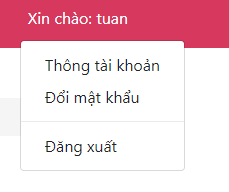 Xin chào: tuan
Thông tài khoản
Đổi mật khẩu
Đăng xuất